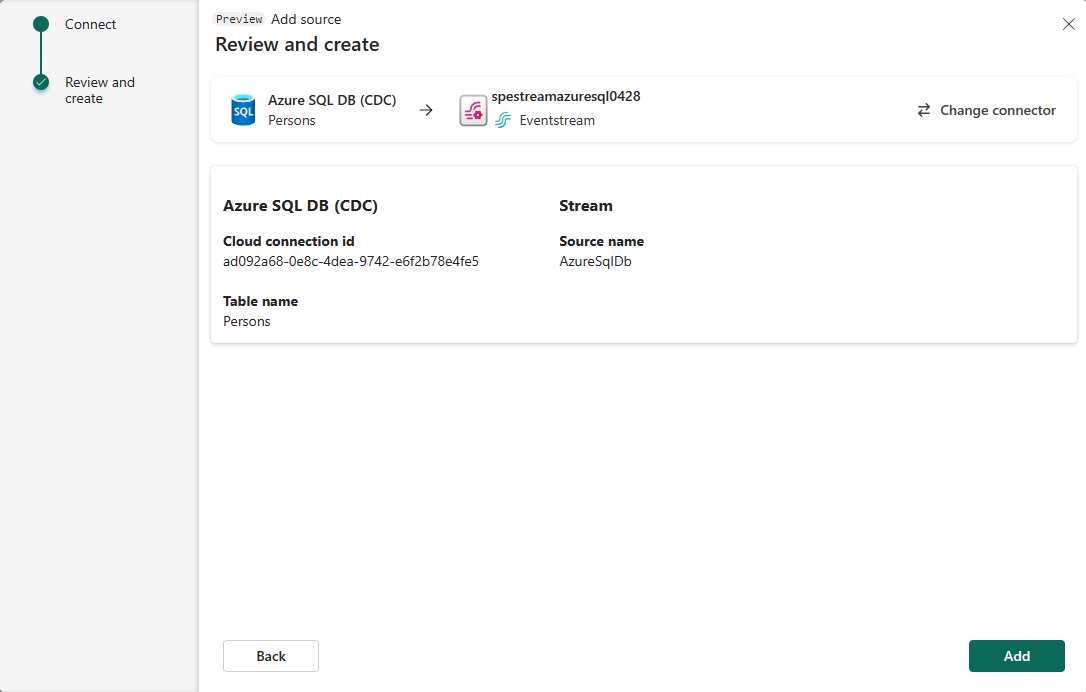 Connect
Review and
create
Preview Add source
Review and create
SQL
Azure SQL DB (CDC)
Persons
spestreamazuresql0428
Eventstream
Change connector
Azure SQL DB (CDC)
Cloud connection id
ad092a68-0e8c-4dea-9742-e6f2b78e4fe5
Table name
Persons
Stream
Source name
AzureSqlDb
Back
Add